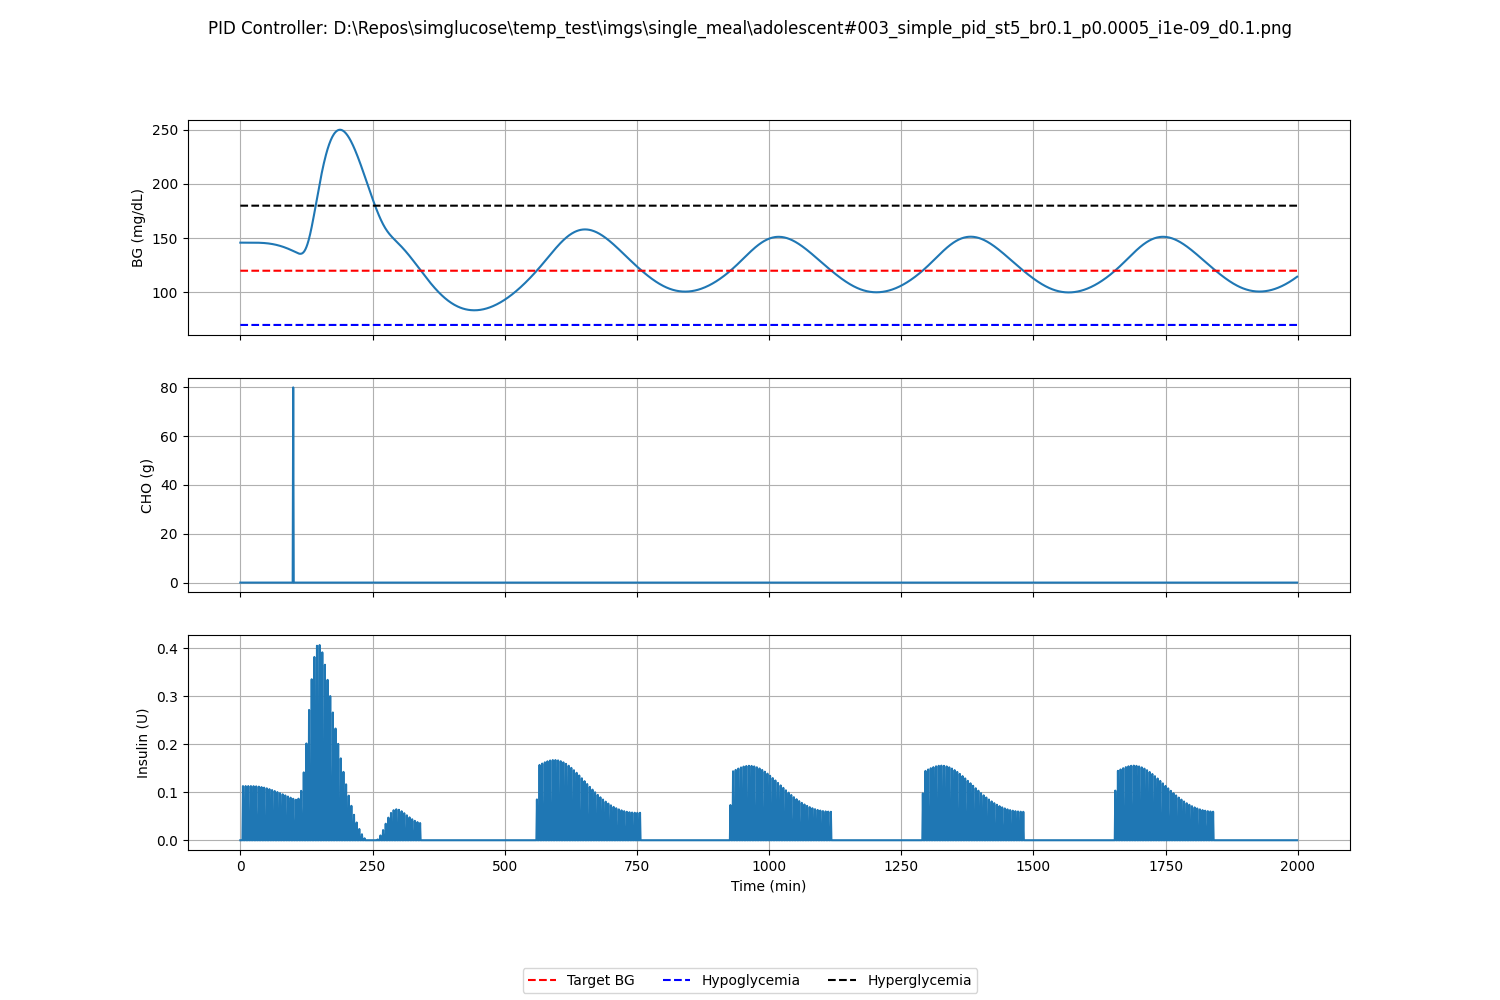 PID Controller: D:\Repos\simglucose\temp_test\imgs\single_meal\adolescent#003_simple_pid_st5_br0.1_p0.0005_i1e-09_d0.1.png
250
200
150
100
BG (mg/dL)
80
60
40
20
0
CHO (g)
0.4
0.3
0.2
0.1
0.0
Insulin (U)
0 250 500 750 1000 1250 1500 1750 2000
Time (min)
Target BG Hypoglycemia Hyperglycemia